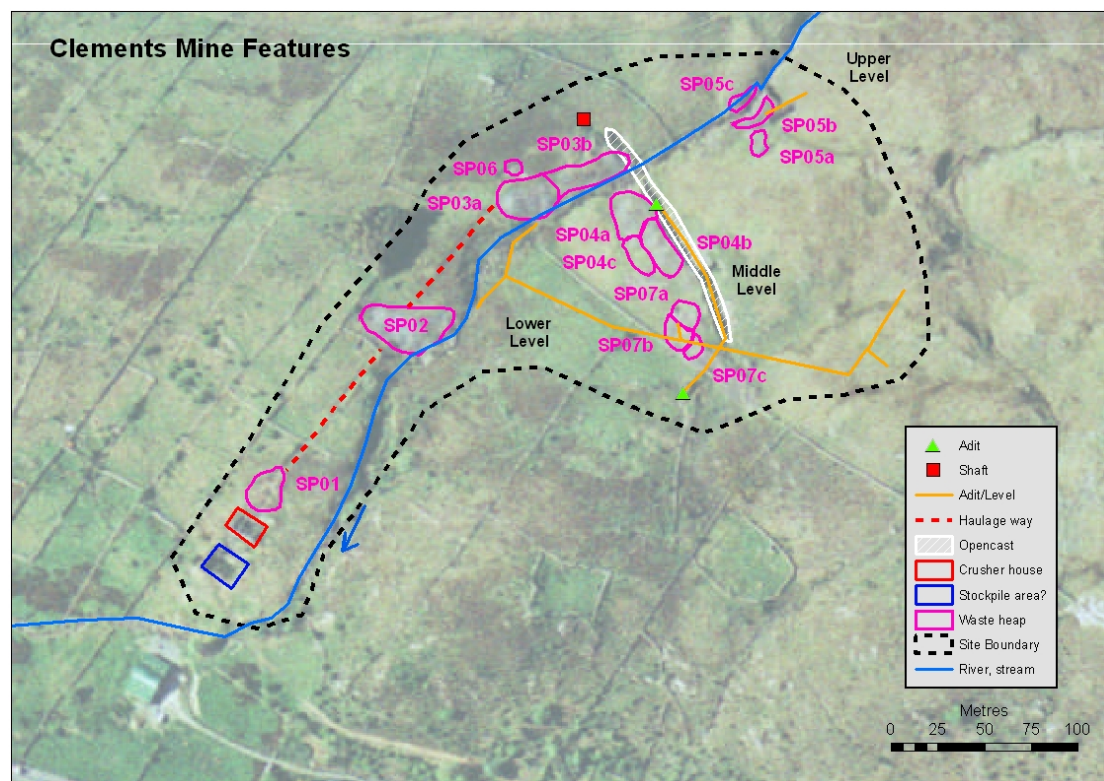 Clements Mine Features
Upper
Level
SP05c
SP05b
SP05a
SP03b
SP06
SP03a
SP04a
SP04b
SP04c
Middle
Level
SP07a
SP02
Lower
Level
SP07b
SP07c
SP01
Adit
Shaft
Adit/Level
Haulage way
Opencast
Crusher house
Stockpile area?
Waste heap
Site Boundary
River, stream
Metres
0 25 50 75 100